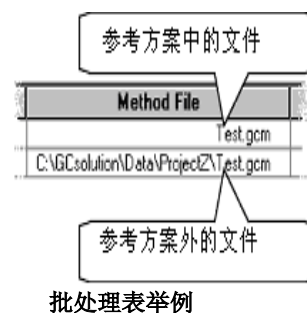 参考方案中的文件
Method File
Test.gcm
C:\GCsolution\Data\ProjectZ\Test.gcm
参考方案外的文件
批处理表举例